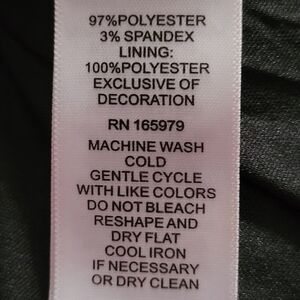 97%POLYESTER
3% SPANDEX
LINING:
100%POLYESTER
EXCLUSIVE OF
DECORATION
RN 165979
MACHINE WASH
COLD
GENTLE CYCLE
WITH LIKE COLORS
DO NOT BLEACH
RESHAPE AND
DRY FLAT
COOL IRON
IF NECESSARY
OR DRY CLEAN